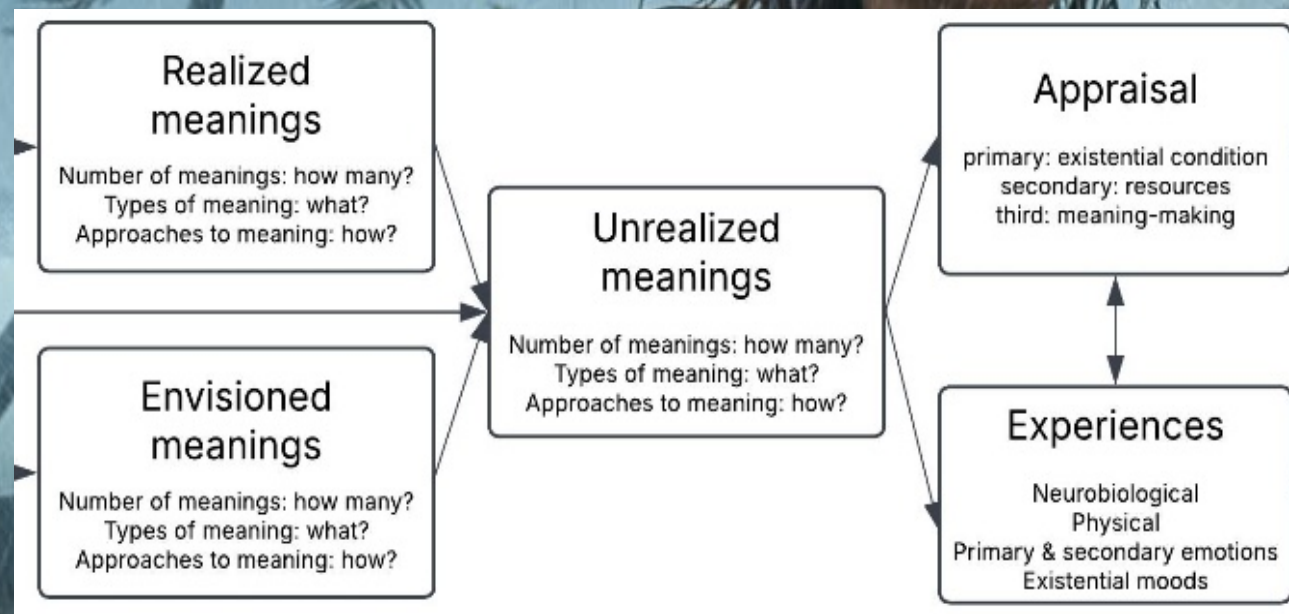 Realized
meanings
Number of meanings: how many?
Types of meaning: what?
Approaches to meaning: how?
Envisioned
meanings
Number of meanings: how many?
Types of meaning: what?
Approaches to meaning: how?
Unrealized
meanings
Number of meanings: how many?
Types of meaning: what?
Approaches to meaning: how?
Appraisal
primary: existential condition
secondary: resources
third: meaning-making
Experiences
Neurobiological
Physical
Primary & secondary emotions
Existential moods